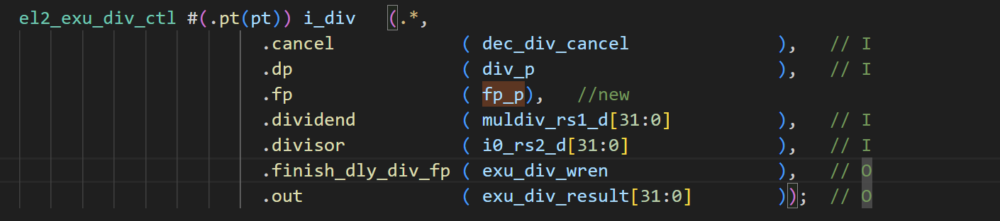 el2_exu_div_ctl #(.pt(pt)) i_div   (.*,
.cancel            ( dec_div_cancel              ),   // I
.dp                ( div_p                       ),   // I
.fp                ( fp_p),   //new
.dividend          ( muldiv_rs1_d[31:0]          ),   // I
.divisor           ( i0_rs2_d[31:0]              ),   // I
.finish_dly_div_fp ( exu_div_wren                ),   // O
.out               ( exu_div_result[31:0]        ));  // O